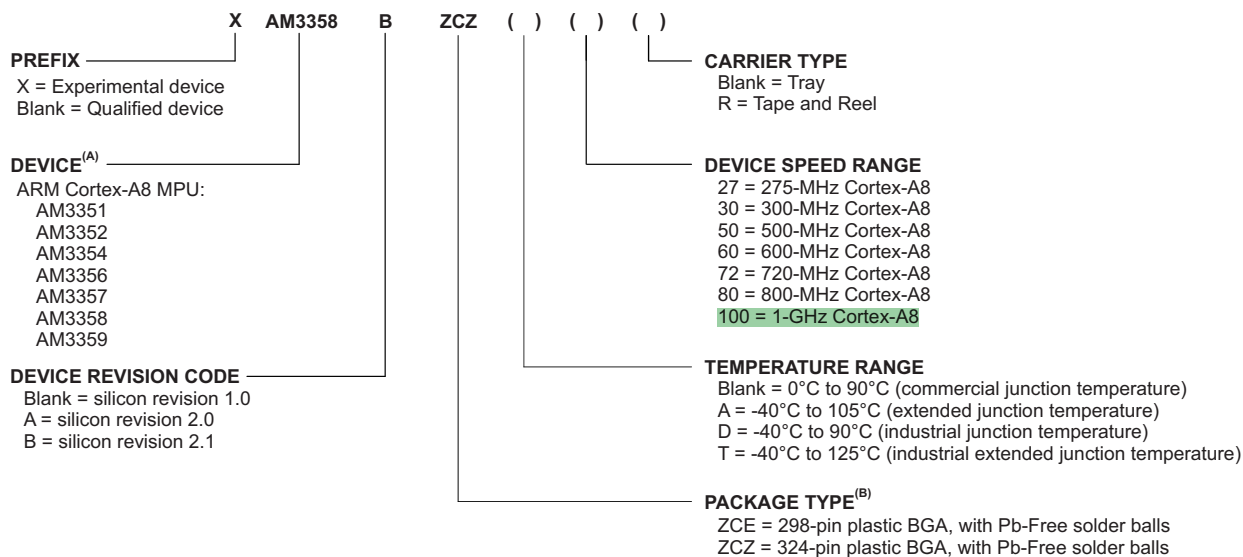 X AM3358 B ZCZ ( ) ( ) ( )
PREFIX
X = Experimental device
Blank = Qualified device
DEVICE(A)
ARM Cortex-A8 MPU:
AM3351
AM3352
AM3354
AM3356
AM3357
AM3358
AM3359
DEVICE REVISION CODE
Blank = silicon revision 1.0
A = silicon revision 2.0
B = silicon revision 2.1
CARRIER TYPE
Blank = Tray
R = Tape and Reel
DEVICE SPEED RANGE
27 = 275-MHz Cortex-A8
30 = 300-MHz Cortex-A8
50 = 500-MHz Cortex-A8
60 = 600-MHz Cortex-A8
72 = 720-MHz Cortex-A8
80 = 800-MHz Cortex-A8
100 = 1-GHz Cortex-A8
TEMPERATURE RANGE
Blank = 0°C to 90°C (commercial junction temperature)
A = -40°C to 105°C (extended junction temperature)
D = -40°C to 90°C (industrial junction temperature)
T = -40°C to 125°C (industrial extended junction temperature)
PACKAGE TYPE(B)
ZCE = 298-pin plastic BGA, with Pb-Free solder balls
ZCZ = 324-pin plastic BGA, with Pb-Free solder balls